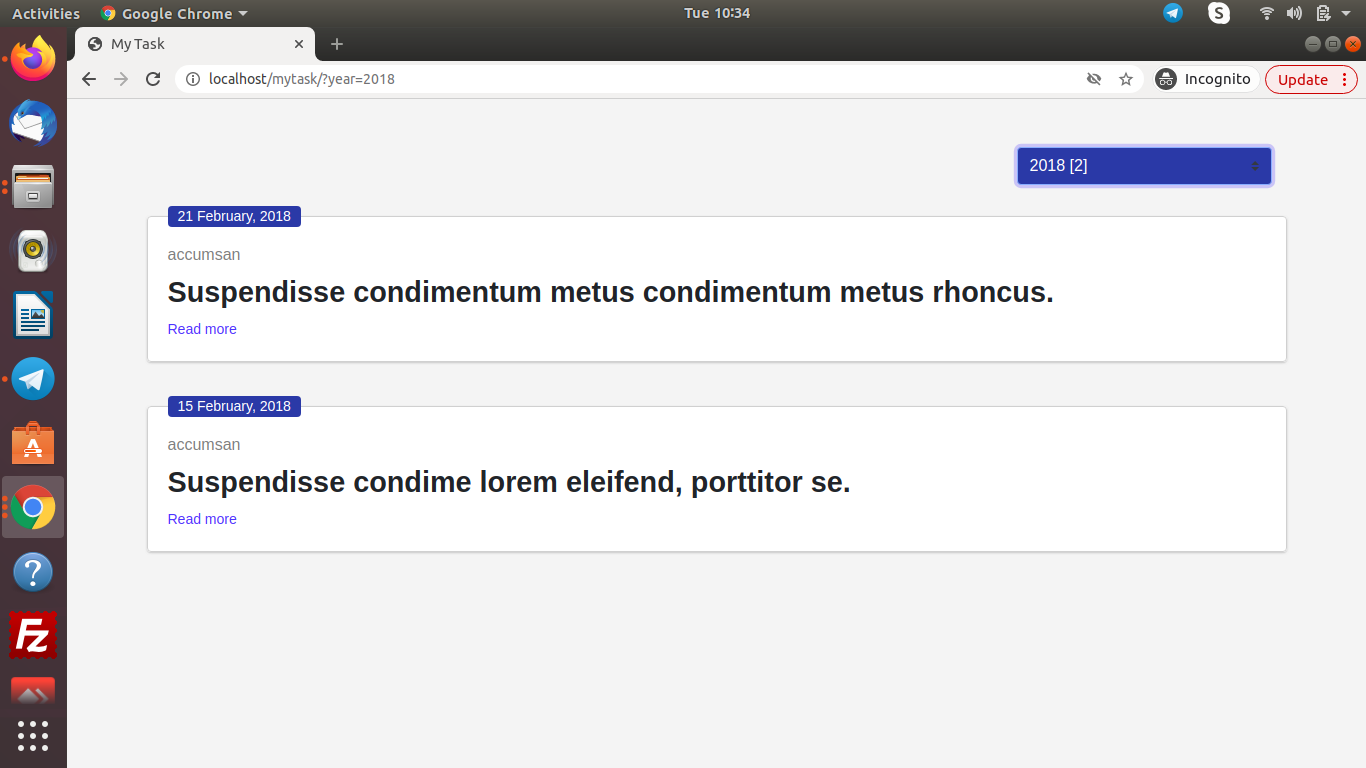 Activities
Google Chrome
Tue 10:34
S
My Task
localhost/mytask/?year=2018
Incognito
Update
2018 [2]
21 February, 2018
accumsan
Suspendisse condimentum metus condimentum metus rhoncus.
Read more
15 February, 2018
accumsan
Suspendisse condime lorem eleifend, porttitor se.
Read more
A
?
Fz